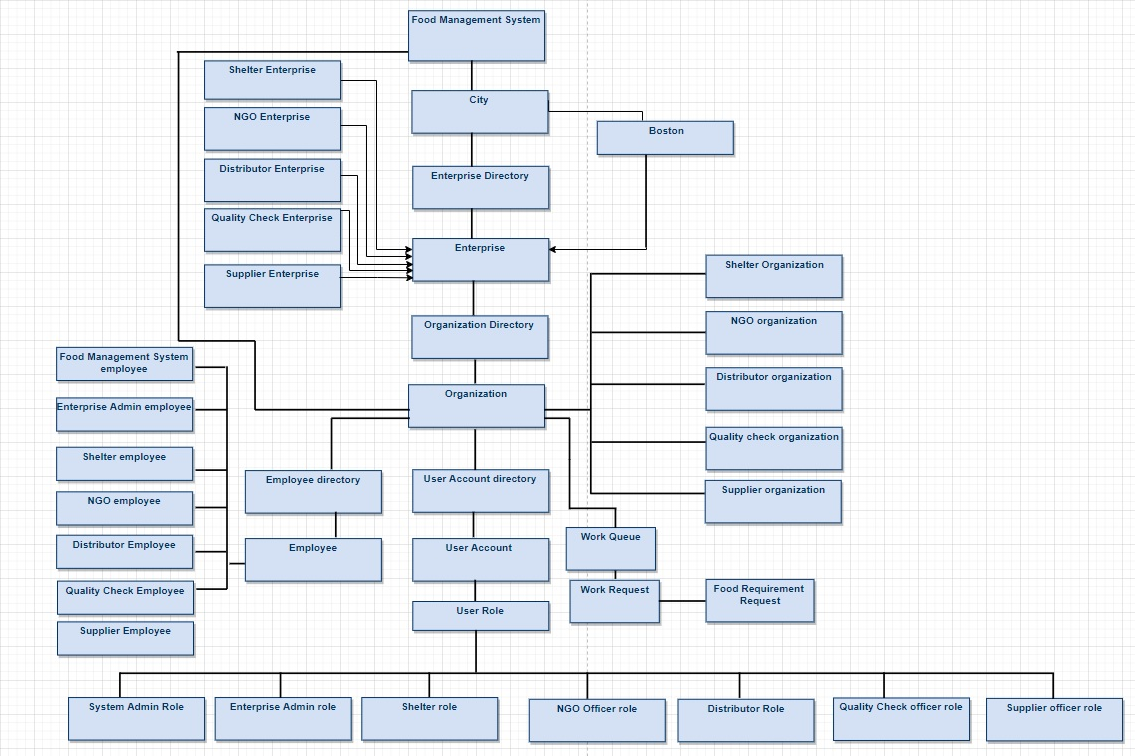 Food Management System
Shelter Enterprise
City
NGO Enterprise
Boston
Distributor Enterprise
Enterprise Directory
Quality Check Enterprise
Enterprise
Supplier Enterprise
Shelter Organization
Organization Directory
NGO organization
Food Management System
employee
Distributor organization
Organization
Enterprise Admin employee
Quality check organization
Shelter employee
Employee directory
User Account directory
Supplier organization
NGO employee
Work Queue
Distributor Employee
Employee
User Account
Quality Check Employee
Work Request
Food Requirement
Request
User Role
Supplier Employee
System Admin Role
Enterprise Admin role
Shelter role
NGO Officer role
Distributor Role
Quality Check officer role
Supplier officer role